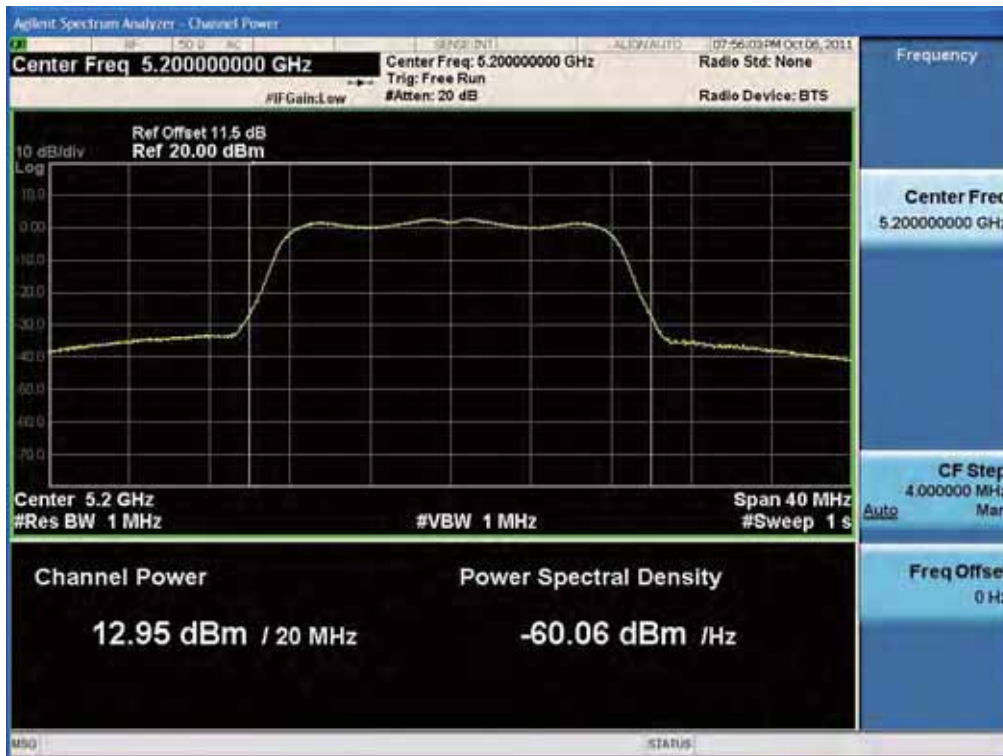 Agilent Spectrum Analyzer - Channel Power
RF 50 Ω AC SENSE:INT ALIGN AUTO 07:56:03 PM Oct 06, 2011
Center Freq 5.200000000 GHz
Center Freq: 5.200000000 GHz
Radio Std: None
Trig: Free Run
#IFGain:Low
#Atten: 20 dB
Radio Device: BTS
Ref Offset 11.5 dB
10 dB/div
Ref 20.00 dBm
Log
10.0
0.00
-10.0
-20.0
-30.0
-40.0
-50.0
-60.0
-70.0
Center 5.2 GHz
Span 40 MHz
#Res BW 1 MHz
#VBW 1 MHz
#Sweep 1 s
Channel Power
Power Spectral Density
12.95 dBm / 20 MHz
-60.06 dBm /Hz
MSG
STATUS
Frequency
Center Freq
5.200000000 GHz
CF Step
4.000000 MHz
Auto Man
Freq Offset
0 Hz